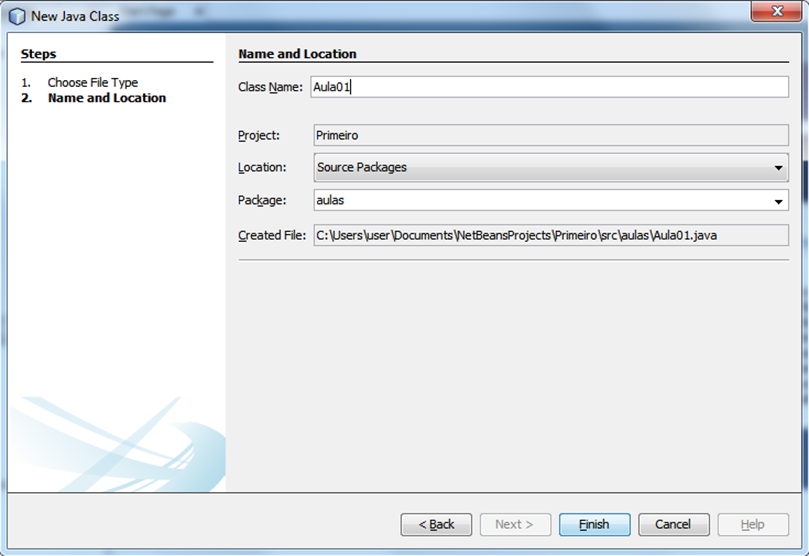 New Java Class
Steps
1. Choose File Type
2. Name and Location
Name and Location
Class Name: Aula01
Project: Primeiro
Location: Source Packages
Package: aulas
Created File: C:\Users\user\Documents\NetBeansProjects\Primeiro\src\aulas\Aula01.java
< Back Next > Finish Cancel Help